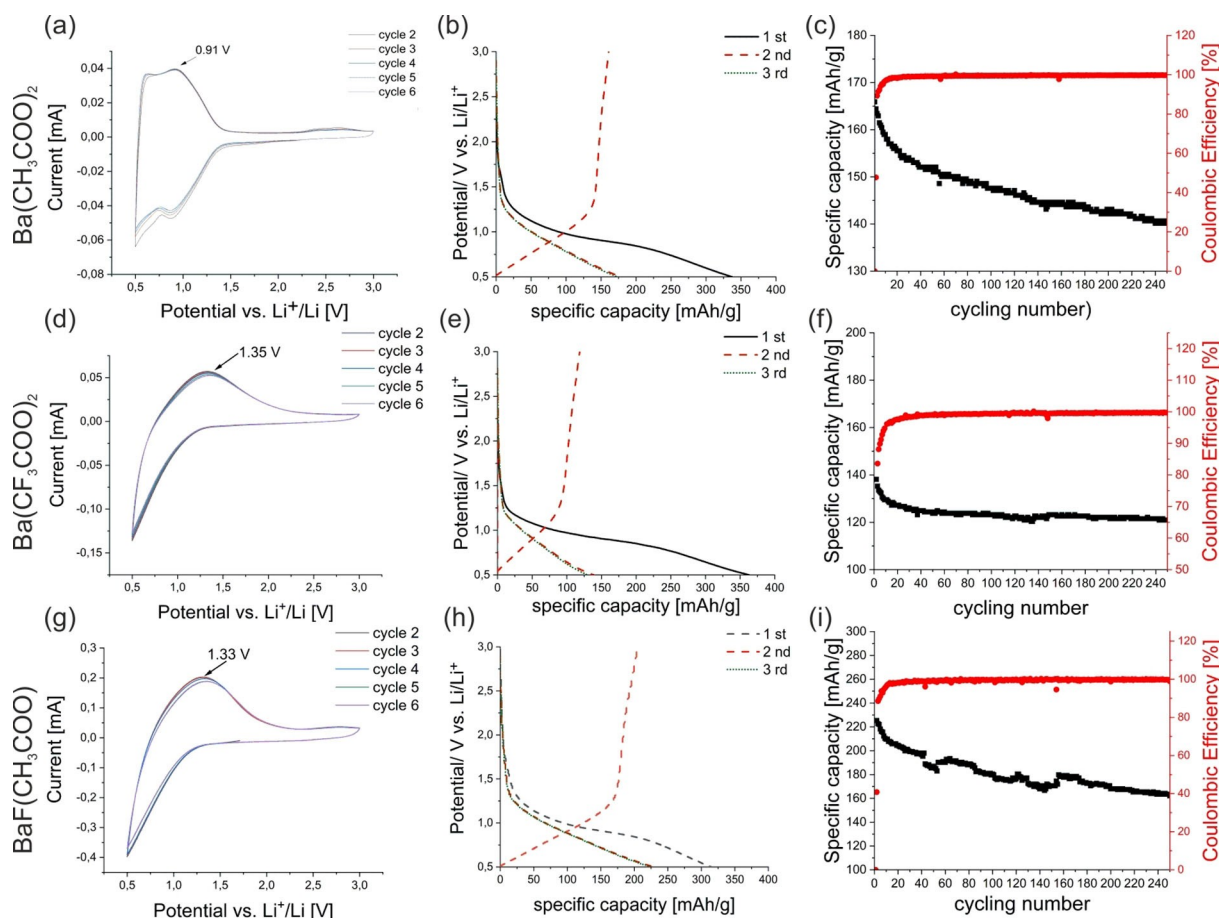 (a)
Ba(CH₃COO)₂
Current [mA]
0,04
0,02
0,00
-0,02
-0,04
-0,06
-0,08
0.91 V
cycle 2
cycle 3
cycle 4
cycle 5
cycle 6
0,5 1,0 1,5 2,0 2,5 3,0
Potential vs. Li⁺/Li [V]
(b)
Potential/ V vs. Li/Li⁺
3,0
2,5
2,0
1,5
1,0
0,5
1 st
2 nd
3 rd
0 50 100 150 200 250 300 350 400
specific capacity [mAh/g]
(c)
Specific capacity [mAh/g]
180
170
160
150
140
130
120
100
80
60
40
20
0
Coulombic Efficiency [%]
20 40 60 80 100 120 140 160 180 200 220 240
cycling number)
(d)
Ba(CF₃COO)₂
Current [mA]
0,05
0,00
-0,05
-0,10
-0,15
1.35 V
cycle 2
cycle 3
cycle 4
cycle 5
cycle 6
0,5 1,0 1,5 2,0 2,5 3,0
Potential vs. Li⁺/Li [V]
(e)
Potential/ V vs. Li/Li⁺
3,0
2,5
2,0
1,5
1,0
0,5
1 st
2 nd
3 rd
0 50 100 150 200 250 300 350 400
specific capacity [mAh/g]
(f)
Specific capacity [mAh/g]
200
180
160
140
120
100
120
110
100
90
80
70
60
50
Coulombic Efficiency [%]
0 20 40 60 80 100 120 140 160 180 200 220 240
cycling number
(g)
BaF(CH₃COO)
Current [mA]
0,3
0,2
0,1
0,0
-0,1
-0,2
-0,3
-0,4
1.33 V
cycle 2
cycle 3
cycle 4
cycle 5
cycle 6
0,5 1,0 1,5 2,0 2,5 3,0
Potential vs. Li⁺/Li [V]
(h)
Potential/ V vs. Li/Li⁺
3,0
2,5
2,0
1,5
1,0
0,5
1 st
2 nd
3 rd
0 50 100 150 200 250 300 350 400
specific capacity [mAh/g]
(i)
Specific capacity [mAh/g]
300
280
260
240
220
200
180
160
140
120
100
120
100
80
60
40
20
0
Coulombic Efficiency [%]
0 20 40 60 80 100 120 140 160 180 200 220 240
cycling number